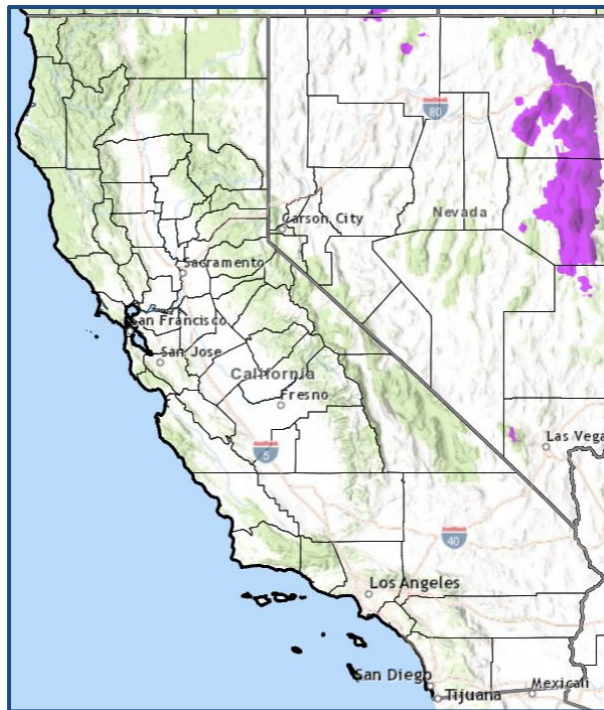 80
Carson City
Nevada
Sacramento
San Francisco
San Jose
California
Fresno
5
Las Vega
40
Los Angeles
San Diego
Tijuana
Mexicali